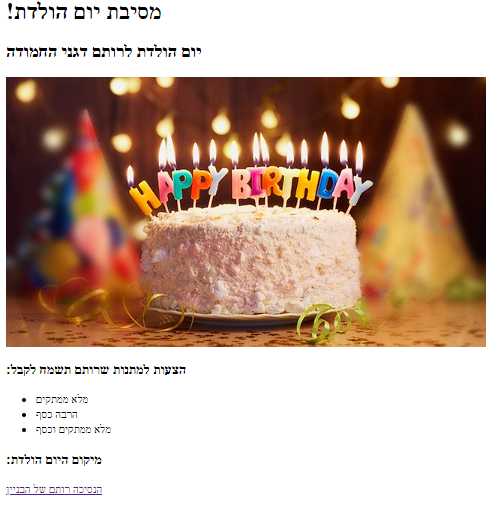 מסיבת יום הולדת!
יום הולדת לרותם דגני החמודה
HAPPY BIRTHDAY
הצעות למתנות שרותם תשמח לקבל:
מלא ממתקים
הרבה כסף
מלא ממתקים וכסף
מיקום היום הולדת:
הנסיכה רותם של הבניין